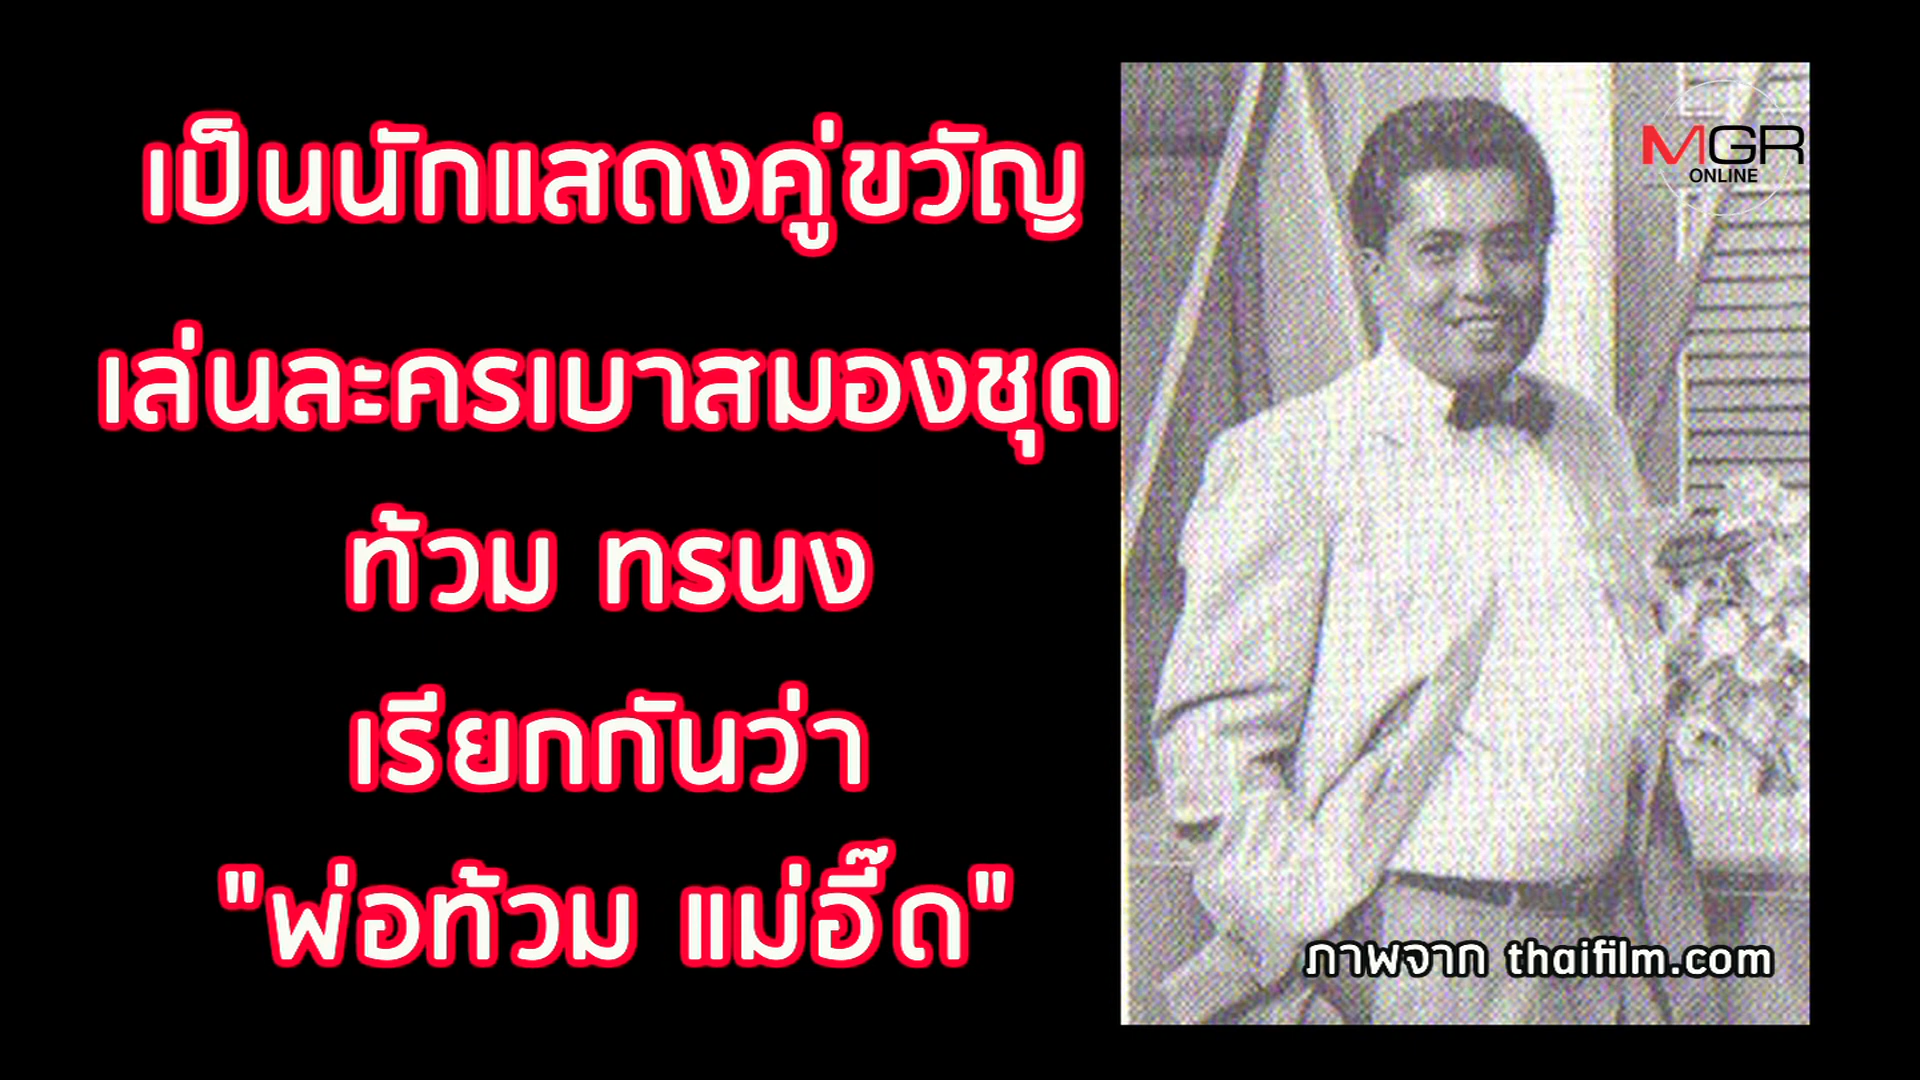 เป็นนักแสดงคู่ขวัญ
เล่นละครเบาสมองชุด
ท้วม ทรนง
เรียกกันว่า
"พ่อท้วม แม่อี๊ด"
MGR
ONLINE
ภาพจาก thaifilm.com